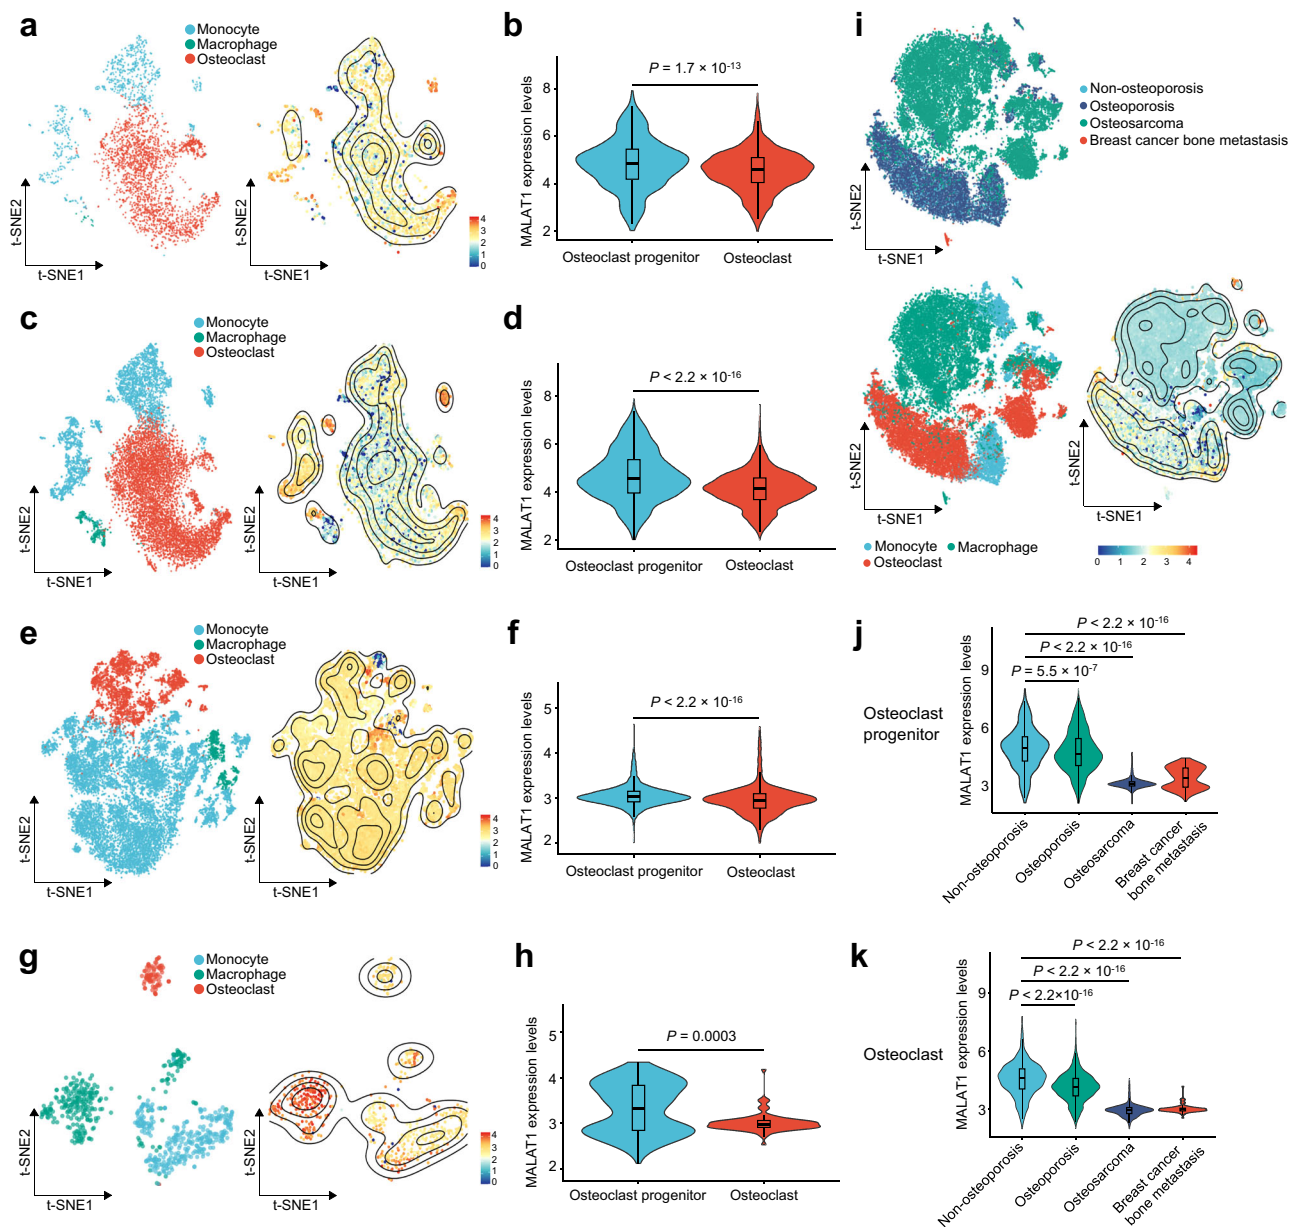 a
Monocyte
Macrophage
Osteoclast
t-SNE2
t-SNE1
t-SNE2
t-SNE1
4
3
2
1
0
b
P = 1.7 × 10-13
MALAT1 expression levels
8
6
4
2
Osteoclast progenitor
Osteoclast
c
Monocyte
Macrophage
Osteoclast
t-SNE2
t-SNE1
t-SNE2
t-SNE1
4
3
2
1
0
d
P < 2.2 × 10-16
MALAT1 expression levels
8
6
4
2
Osteoclast progenitor
Osteoclast
e
Monocyte
Macrophage
Osteoclast
t-SNE2
t-SNE1
t-SNE2
t-SNE1
4
3
2
1
0
f
P < 2.2 × 10-16
MALAT1 expression levels
5
4
3
2
Osteoclast progenitor
Osteoclast
g
Monocyte
Macrophage
Osteoclast
t-SNE2
t-SNE1
t-SNE2
t-SNE1
4
3
2
1
0
h
P = 0.0003
MALAT1 expression levels
5
4
3
2
Osteoclast progenitor
Osteoclast
i
Non-osteoporosis
Osteoporosis
Osteosarcoma
Breast cancer bone metastasis
t-SNE2
t-SNE1
t-SNE2
t-SNE1
t-SNE2
t-SNE1
Monocyte
Macrophage
Osteoclast
0 1 2 3 4
j
Osteoclast
progenitor
P < 2.2 × 10-16
P < 2.2 × 10-16
P = 5.5 × 10-7
MALAT1 expression levels
9
6
3
Non-osteoporosis
Osteoporosis
Osteosarcoma
Breast cancer
bone metastasis
k
Osteoclast
P < 2.2 × 10-16
P < 2.2 × 10-16
P < 2.2×10-16
MALAT1 expression levels
9
6
3
Non-osteoporosis
Osteoporosis
Osteosarcoma
Breast cancer
bone metastasis